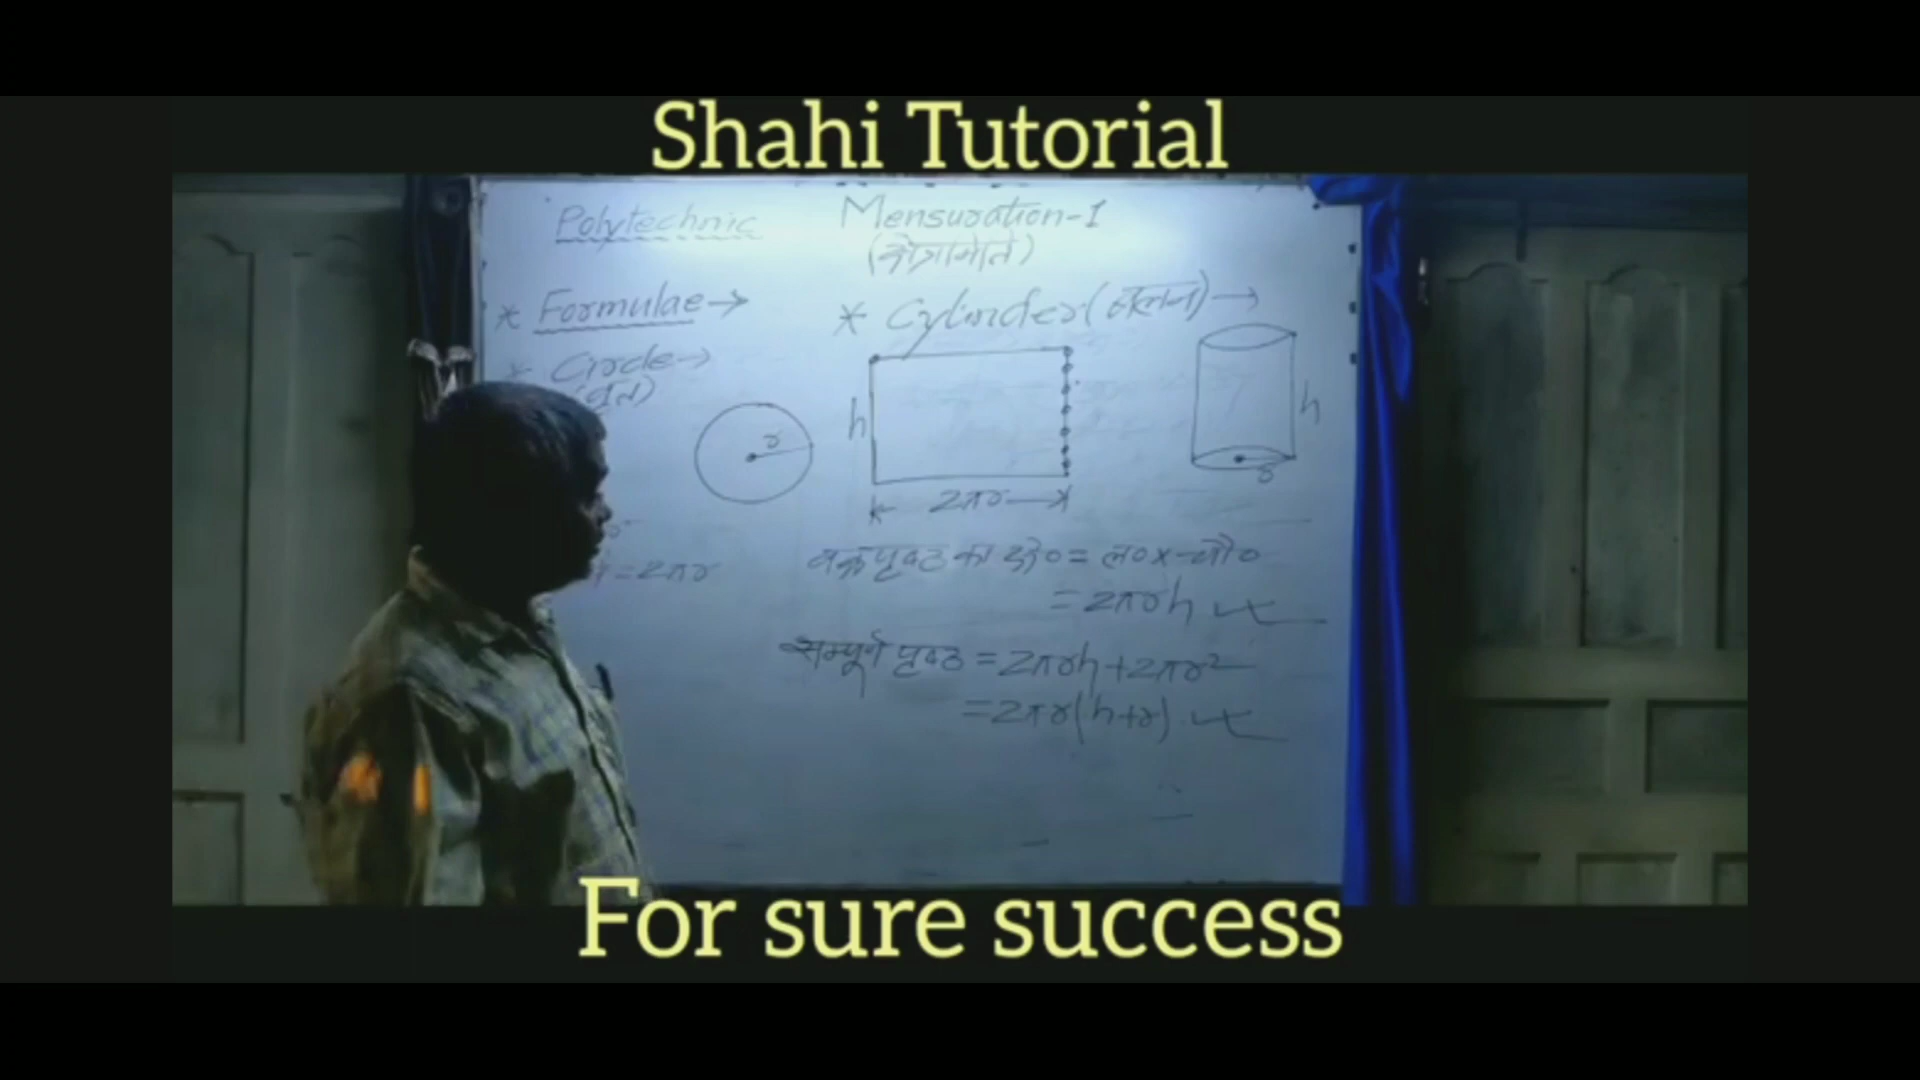 Shahi Tutorial
Polytechnic
Mensuration-I
(क्षेत्रमिति)
* Formulae→
* Cylinder(बेलन)→
* Circle→
(वृत)
r
h
2πr
h
r
=2πr
वक्रपृष्ठ का क्षे० = ल० x चौ०
=2πrh
सम्पूर्ण पृष्ठ =2πrh+2πr²
=2πr(h+r)
For sure success